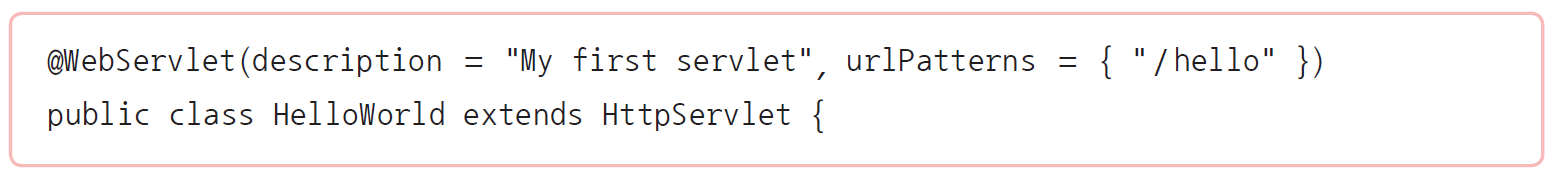 @WebServlet(description = "My first servlet", urlPatterns = { "/hello" })
public class HelloWorld extends HttpServlet {